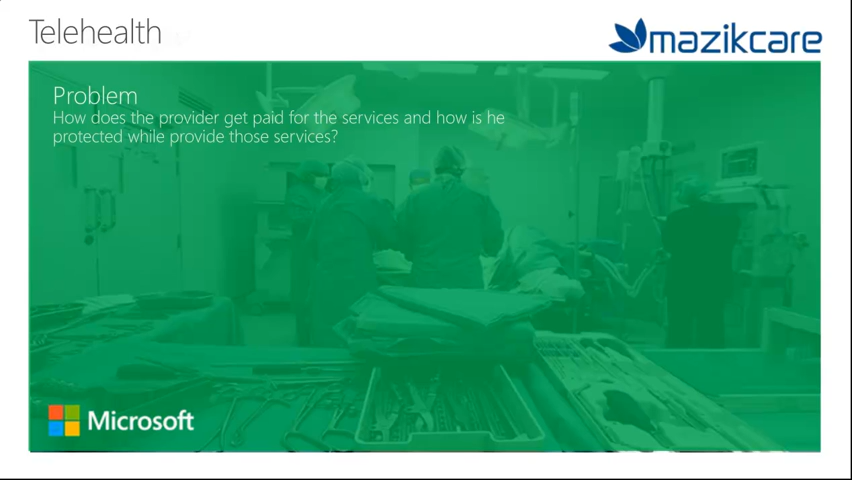 Telehealth
mazikcare
Problem
How does the provider get paid for the services and how is he
protected while provide those services?
Microsoft